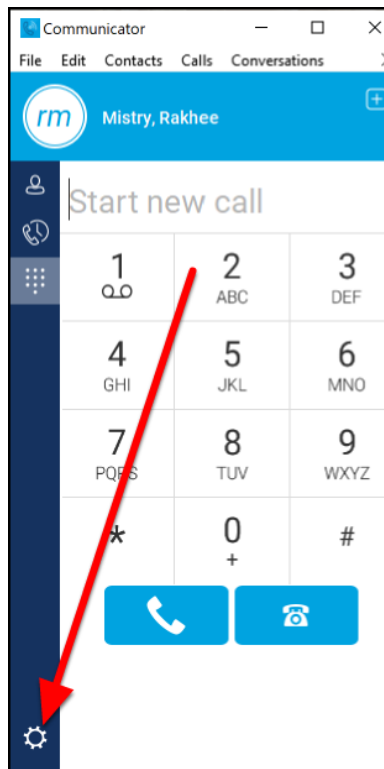 Communicator
File Edit Contacts Calls Conversations
rm Mistry, Rakhee
Start new call
1 2 3
ABC DEF
4 5 6
GHI JKL MNO
7 8 9
PQRS TUV WXYZ
* 0 #
+